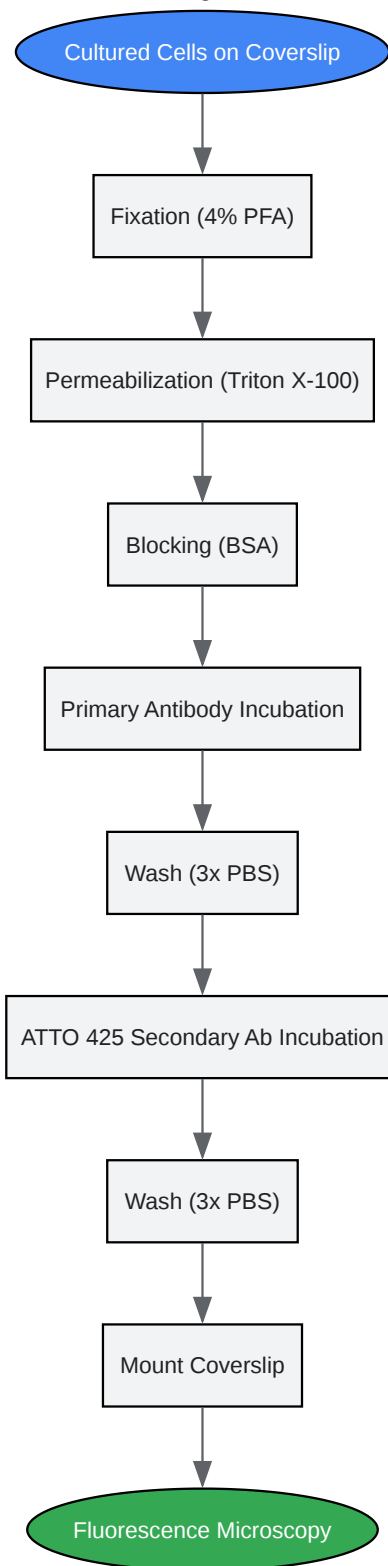 Cultured Cells on Coverslip
Fixation (4% PFA)
Permeabilization (Triton X-100)
Blocking (BSA)
Primary Antibody Incubation
Wash (3x PBS)
ATTO 425 Secondary Ab Incubation
Wash (3x PBS)
Mount Coverslip
Fluorescence Microscopy